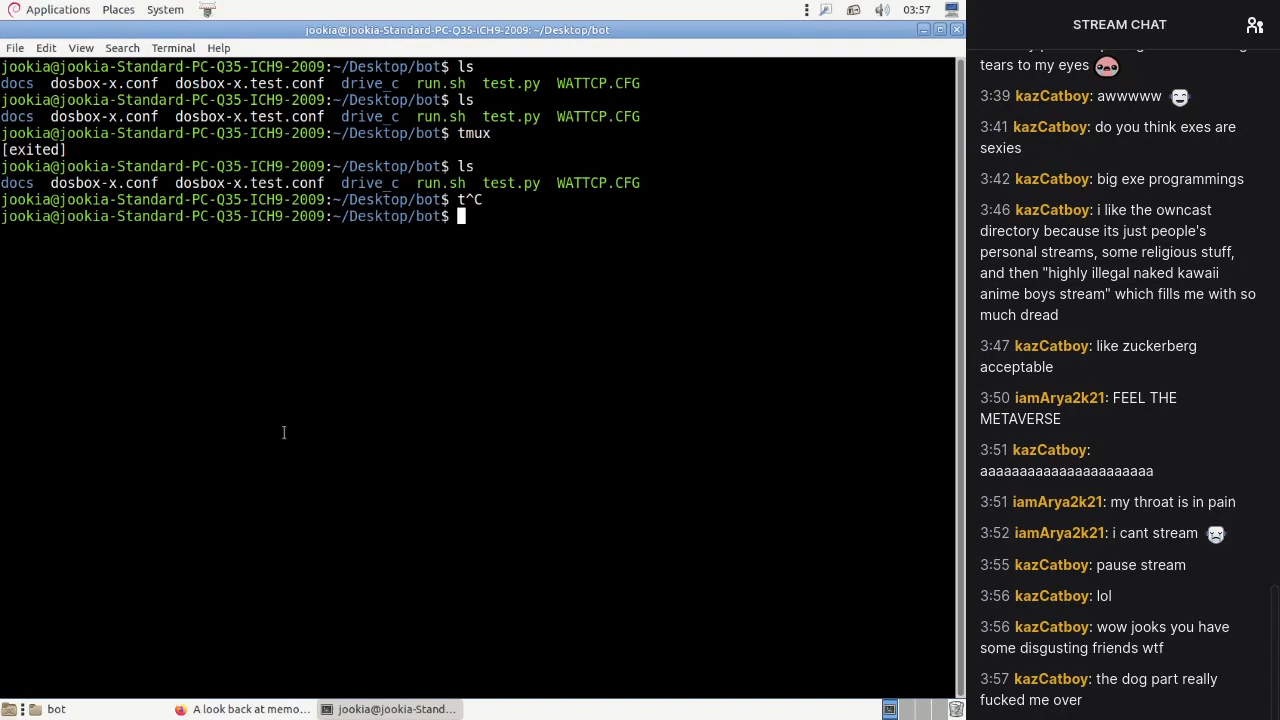 Applications Places System 03:57
jookia@jookia-Standard-PC-Q35-ICH9-2009: ~/Desktop/bot
File Edit View Search Terminal Help
jookia@jookia-Standard-PC-Q35-ICH9-2009:~/Desktop/bot$ ls
docs dosbox-x.conf dosbox-x.test.conf drive_c run.sh test.py WATTCP.CFG
jookia@jookia-Standard-PC-Q35-ICH9-2009:~/Desktop/bot$ ls
docs dosbox-x.conf dosbox-x.test.conf drive_c run.sh test.py WATTCP.CFG
jookia@jookia-Standard-PC-Q35-ICH9-2009:~/Desktop/bot$ tmux
[exited]
jookia@jookia-Standard-PC-Q35-ICH9-2009:~/Desktop/bot$ ls
docs dosbox-x.conf dosbox-x.test.conf drive_c run.sh test.py WATTCP.CFG
jookia@jookia-Standard-PC-Q35-ICH9-2009:~/Desktop/bot$ t^C
jookia@jookia-Standard-PC-Q35-ICH9-2009:~/Desktop/bot$
bot
A look back at memo...
jookia@jookia-Stand...
STREAM CHAT
tears to my eyes
3:39 kazCatboy: awwwww
3:41 kazCatboy: do you think exes are
sexies
3:42 kazCatboy: big exe programmings
3:46 kazCatboy: i like the owncast
directory because its just people's
personal streams, some religious stuff,
and then "highly illegal naked kawaii
anime boys stream" which fills me with so
much dread
3:47 kazCatboy: like zuckerberg
acceptable
3:50 iamArya2k21: FEEL THE
METAVERSE
3:51 kazCatboy:
aaaaaaaaaaaaaaaaaaaaaa
3:51 iamArya2k21: my throat is in pain
3:52 iamArya2k21: i cant stream
3:55 kazCatboy: pause stream
3:56 kazCatboy: lol
3:56 kazCatboy: wow jooks you have
some disgusting friends wtf
3:57 kazCatboy: the dog part really
fucked me over